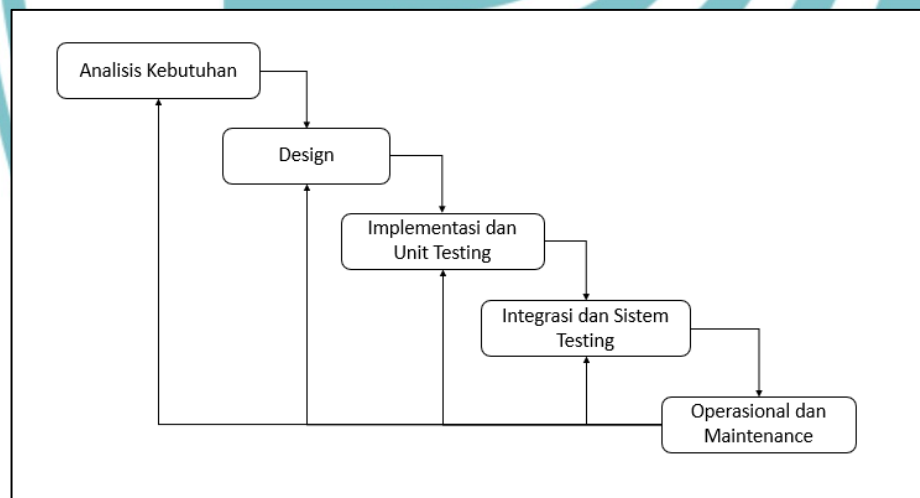 Analisis Kebutuhan
Design
Implementasi dan
Unit Testing
Integrasi dan Sistem
Testing
Operasional dan
Maintenance